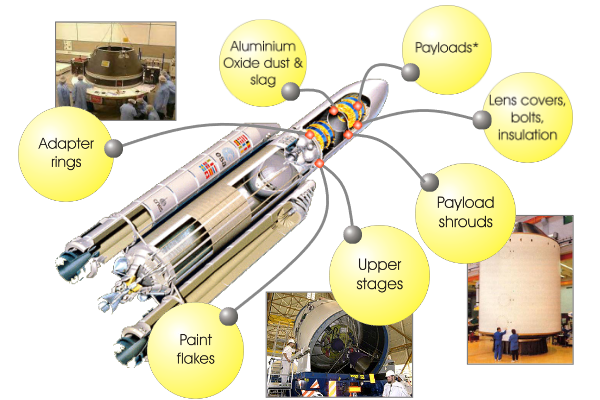 Aluminium
Oxide dust &
slag
Payloads*
Lens covers,
bolts,
insulation
Adapter
rings
Payload
shrouds
Upper
stages
Paint
flakes